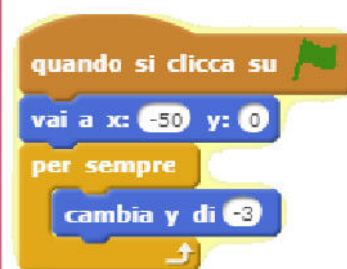 quando si clicca su
vai a x: -50 y: 0
per sempre
cambia y di -3